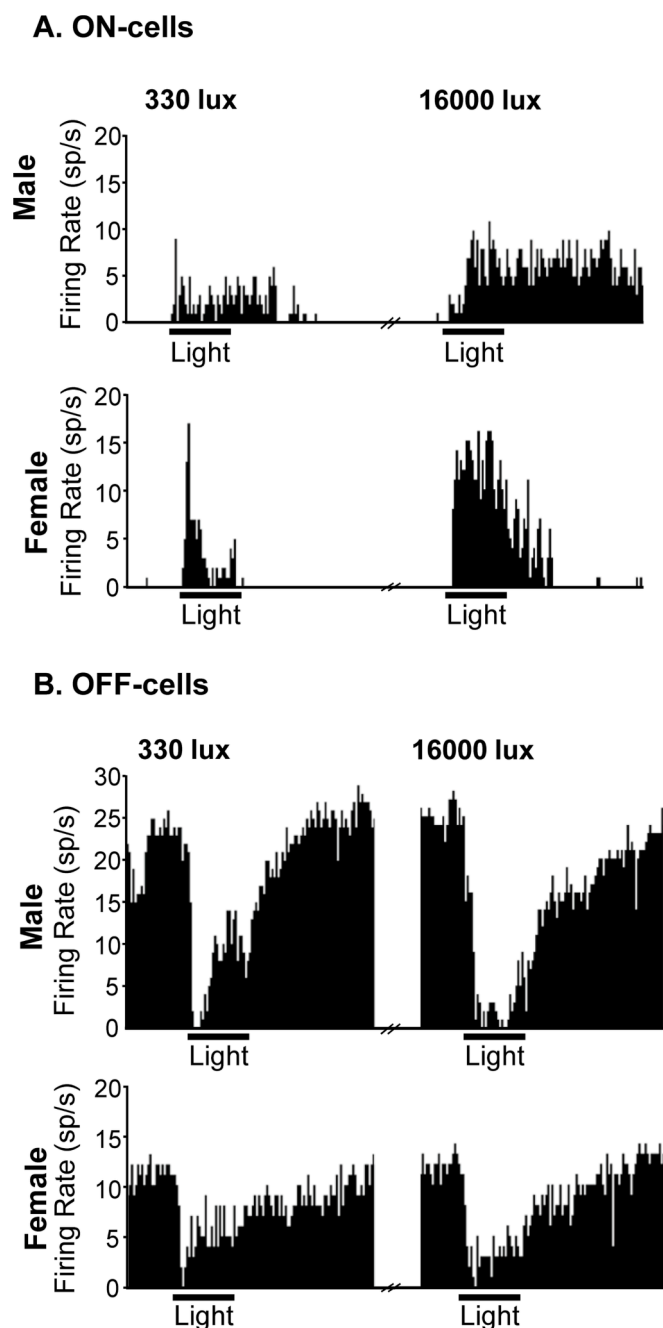 A. ON-cells
330 lux 16000 lux
Male
Firing Rate (sp/s)
20
15
10
5
0
Light Light
Female
Firing Rate (sp/s)
20
15
10
5
0
Light Light
B. OFF-cells
330 lux 16000 lux
Male
Firing Rate (sp/s)
30
25
20
15
10
5
0
Light Light
Female
Firing Rate (sp/s)
20
15
10
5
0
Light Light